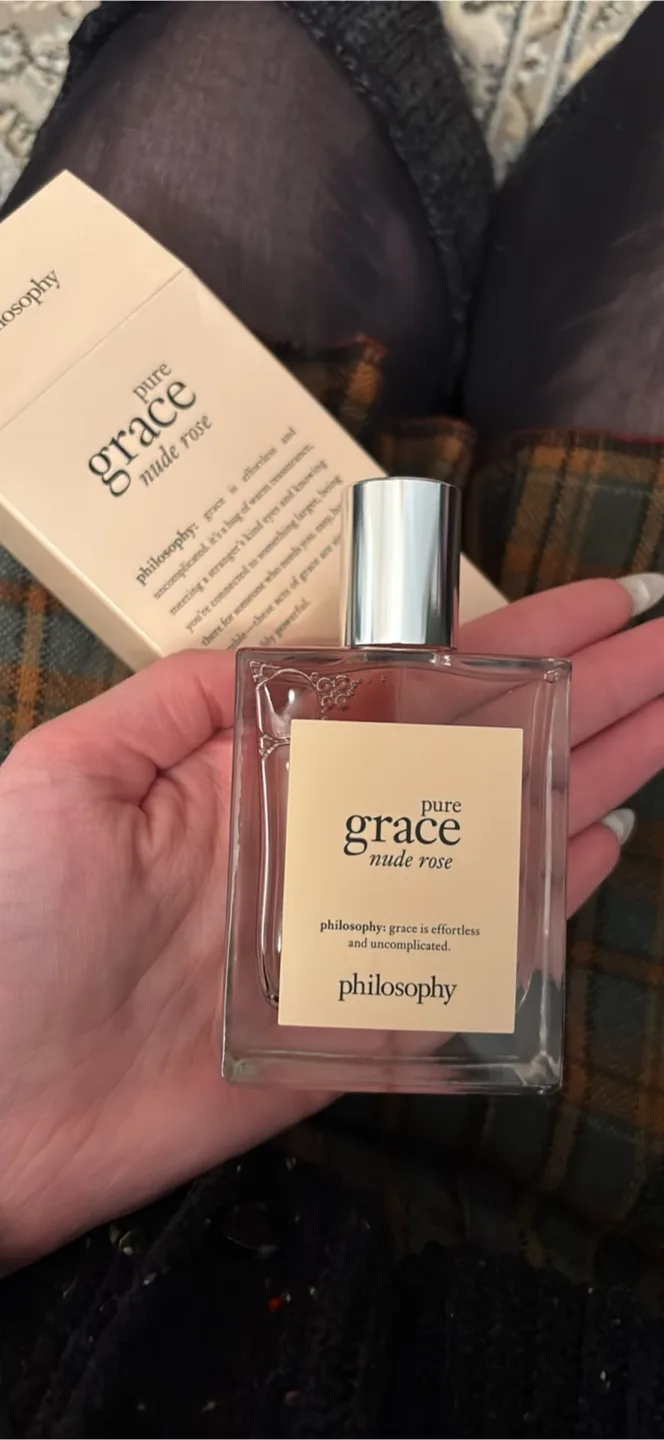 losophy
pure
grace
nude rose
philosophy: grace is effortless and
uncomplicated. it's a hug of warm reassurance,
meeting a stranger's kind eyes and knowing
you're connected to something larger, being
there for someone who needs you. easy,
these acts of grace are
powerful.
pure
grace
nude rose
philosophy: grace is effortless
and uncomplicated.
philosophy